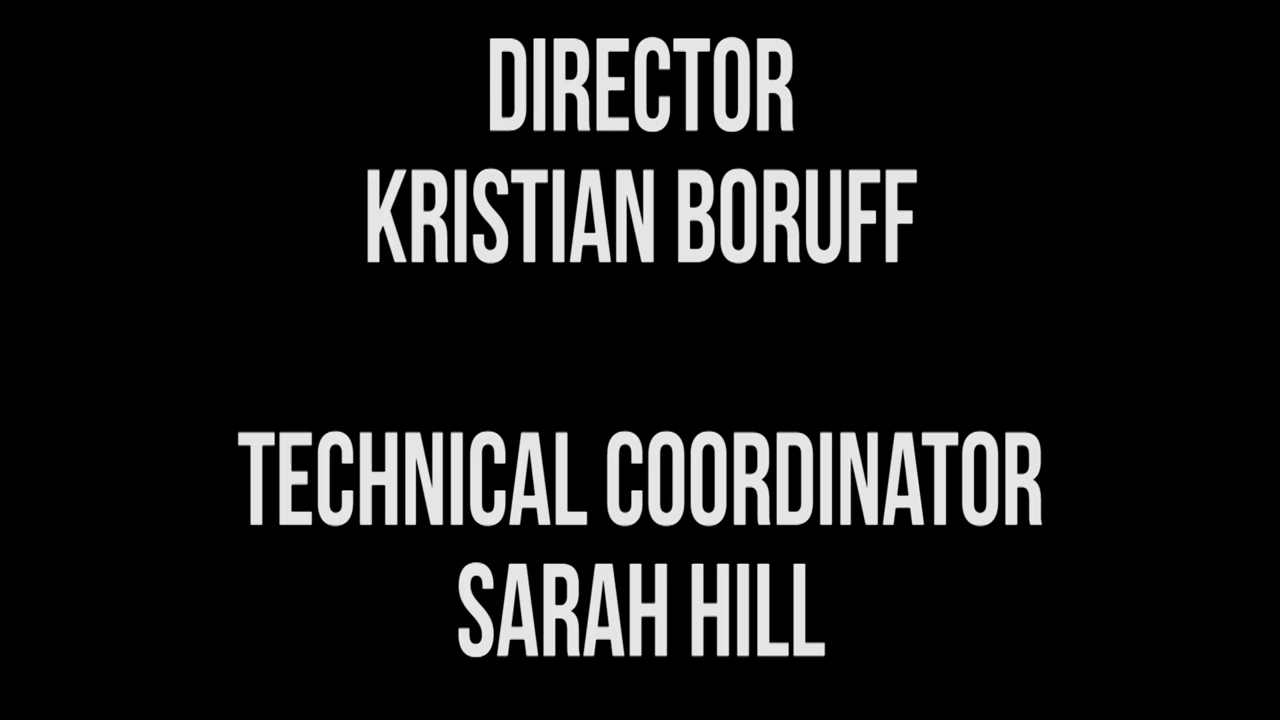 DIRECTOR
KRISTIAN BORUFF
TECHNICAL COORDINATOR
SARAH HILL